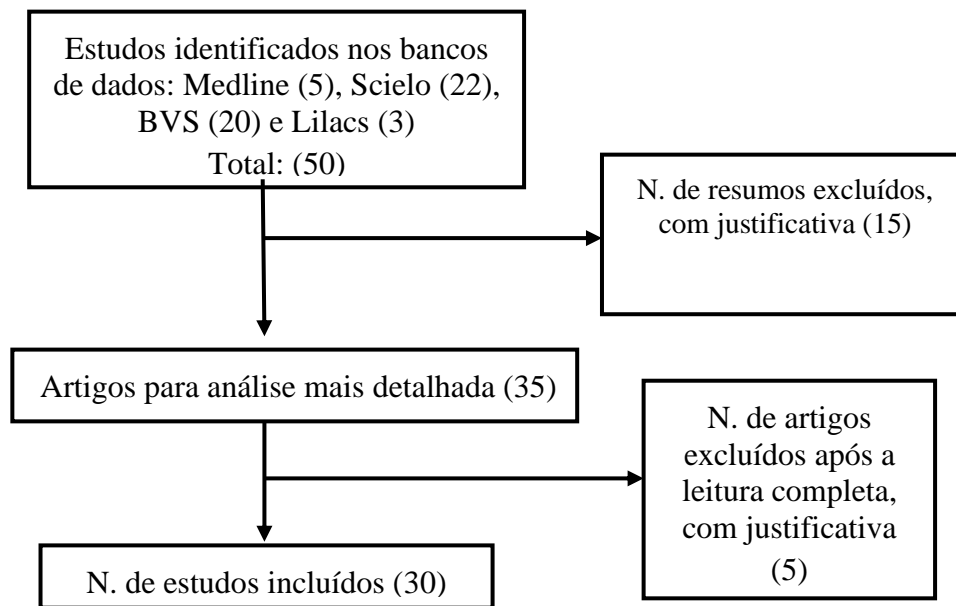 Estudos identificados nos bancos
de dados: Medline (5), Scielo (22),
BVS (20) e Lilacs (3)
Total: (50)
N. de resumos excluídos,
com justificativa (15)
Artigos para análise mais detalhada (35)
N. de artigos
excluídos após a
leitura completa,
com justificativa
(5)
N. de estudos incluídos (30)